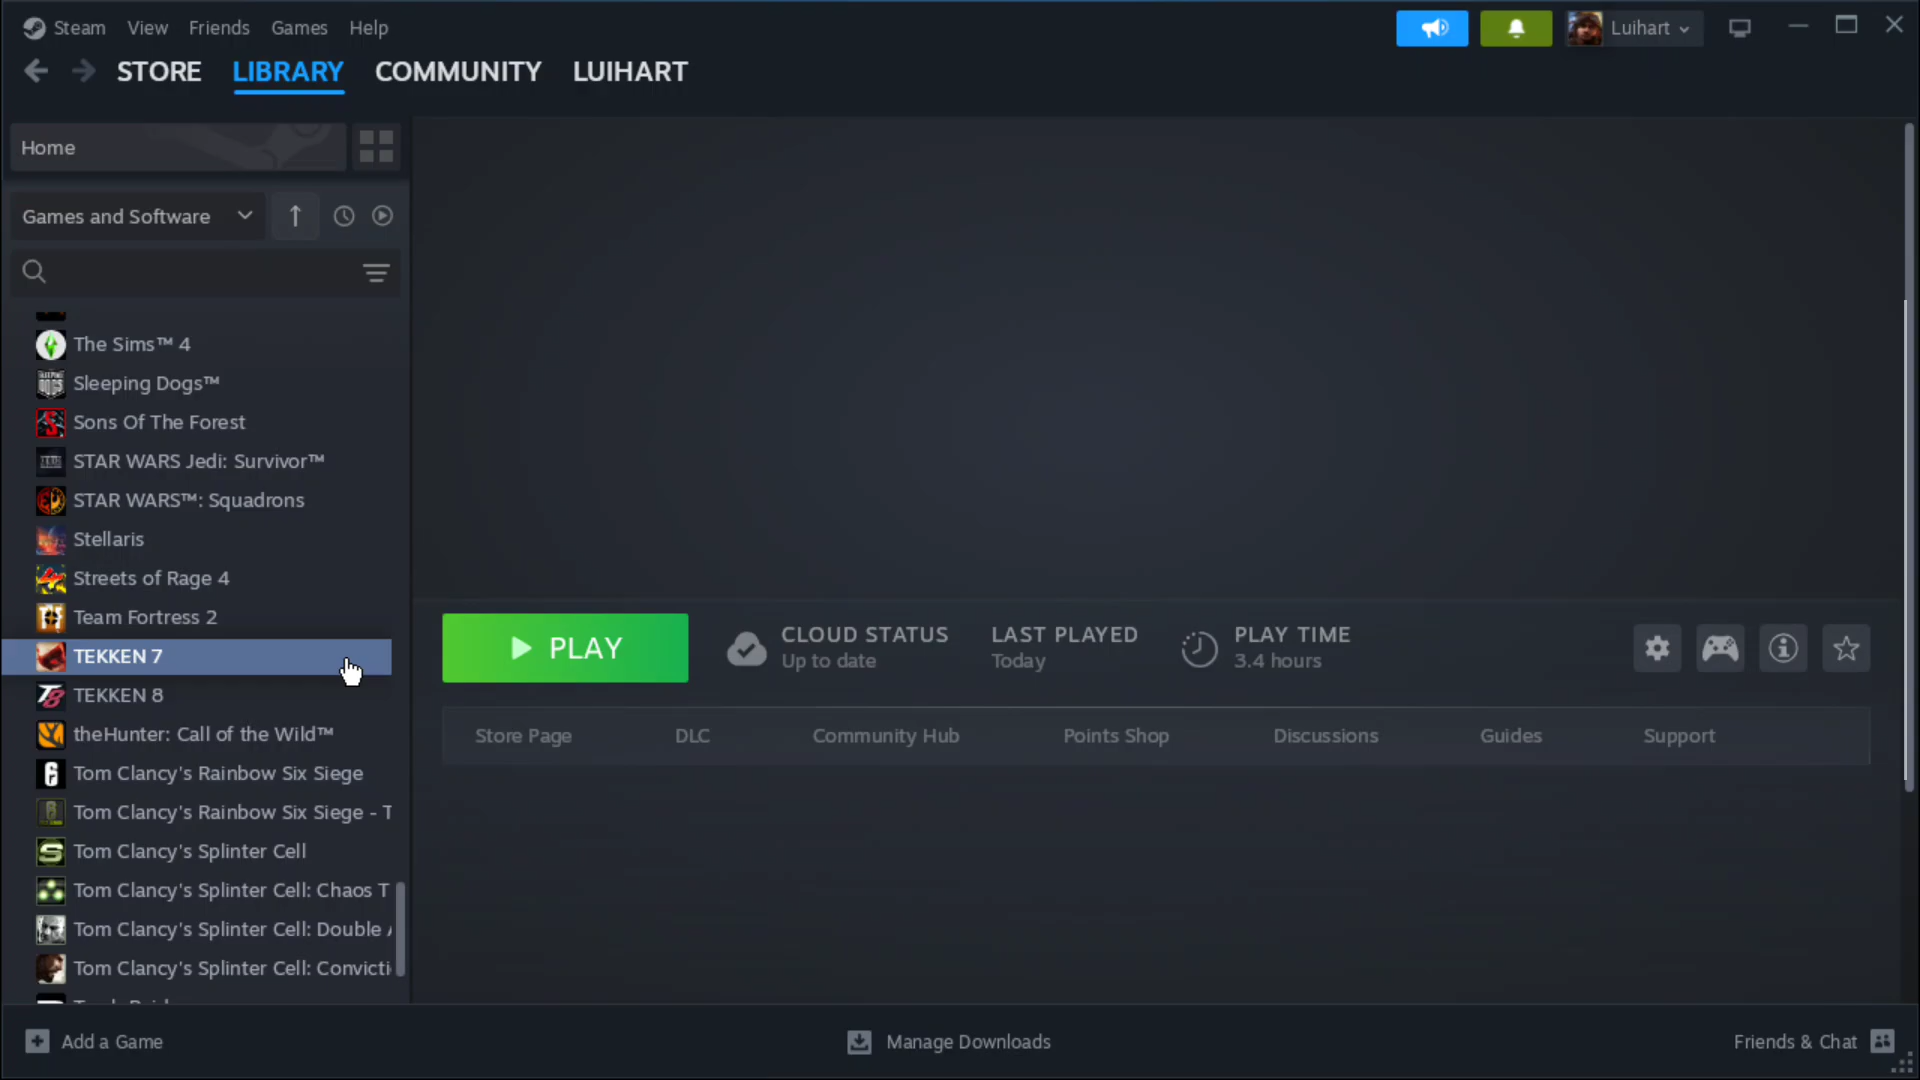 Steam View Friends Games Help
Luihart
STORE LIBRARY COMMUNITY LUIHART
Home
Games and Software
The Sims™ 4
Sleeping Dogs™
Sons Of The Forest
STAR WARS Jedi: Survivor™
STAR WARS™: Squadrons
Stellaris
Streets of Rage 4
Team Fortress 2
TEKKEN 7
TEKKEN 8
theHunter: Call of the Wild™
Tom Clancy's Rainbow Six Siege
Tom Clancy's Rainbow Six Siege - T
Tom Clancy's Splinter Cell
Tom Clancy's Splinter Cell: Chaos T
Tom Clancy's Splinter Cell: Double
Tom Clancy's Splinter Cell: Convicti
PLAY
CLOUD STATUS
Up to date
LAST PLAYED
Today
PLAY TIME
3.4 hours
Store Page DLC Community Hub Points Shop Discussions Guides Support
Add a Game
Manage Downloads
Friends & Chat